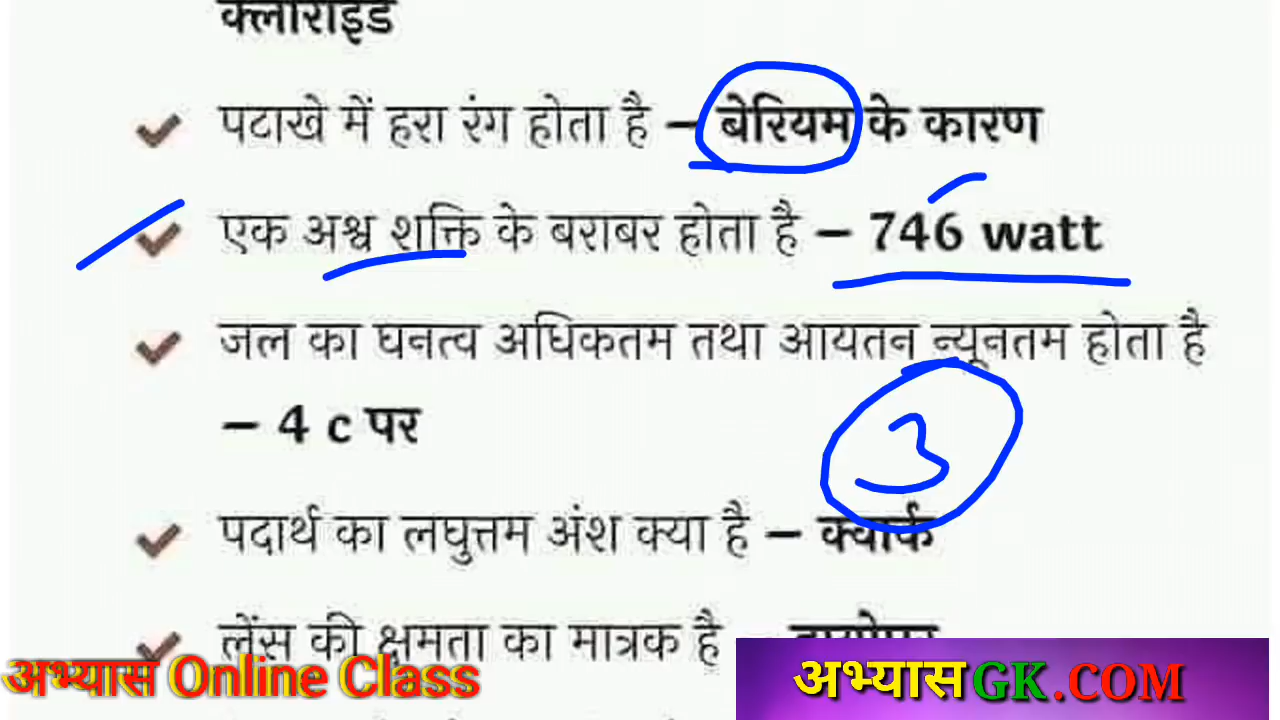 क्लोराइड
पटाखे में हरा रंग होता है – बेरियम के कारण
एक अश्व शक्ति के बराबर होता है – 746 watt
जल का घनत्व अधिकतम तथा आयतन न्यूनतम होता है
– 4 c पर
3
पदार्थ का लघुत्तम अंश क्या है – क्वार्क
लेंस की क्षमता का मात्रक है –
अभ्यास Online Class
अभ्यासGK.COM